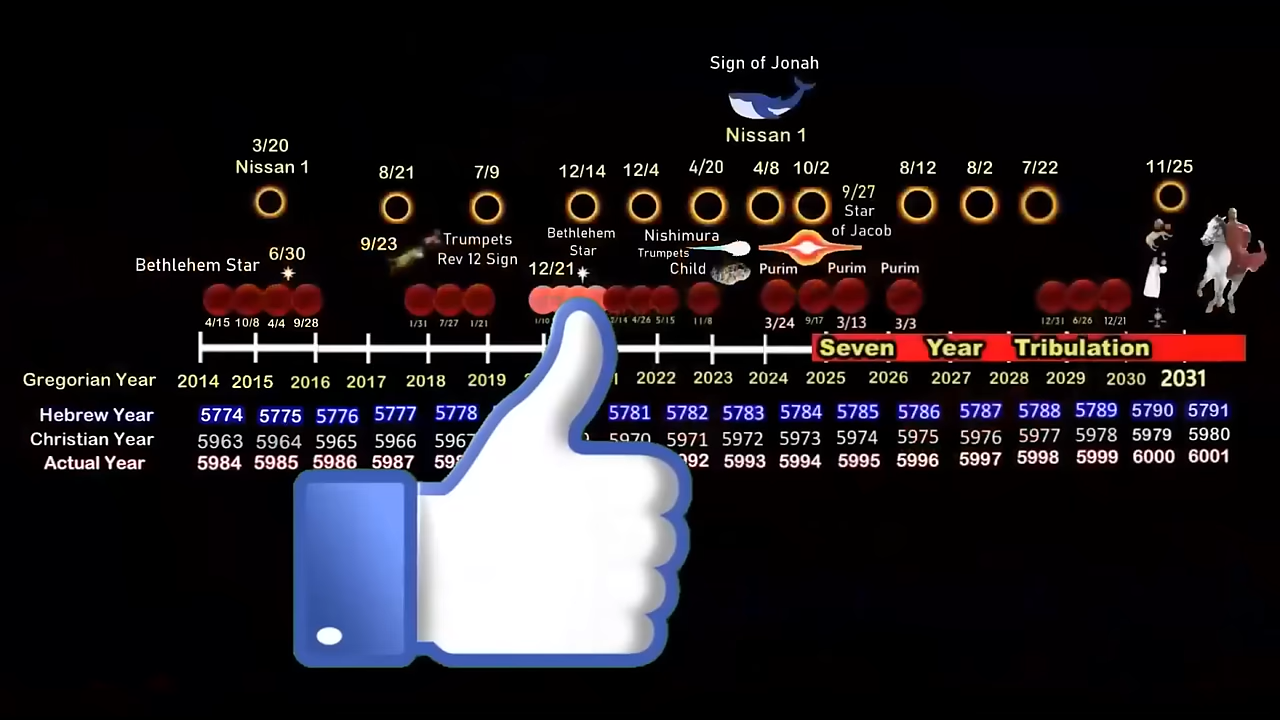 Sign of Jonah
Nissan 1
3/20
Nissan 1
8/21
7/9
12/14
12/4
4/20
4/8
10/2
8/12
8/2
7/22
11/25
9/27
Star
of Jacob
Bethlehem Star
6/30
9/23
Trumpets
Rev 12 Sign
Bethlehem
Star
12/21
Nishimura
Trumpets
Child
Purim
Purim
Purim
4/15 10/8 4/4 9/28
1/31 7/27 1/21
4/26 5/15
11/8
3/24 9/17 3/13 3/3
12/31 6/26 12/21
Seven Year Tribulation
Gregorian Year 2014 2015 2016 2017 2018 2019 2022 2023 2024 2025 2026 2027 2028 2029 2030 2031
Hebrew Year 5774 5775 5776 5777 5778 5781 5782 5783 5784 5785 5786 5787 5788 5789 5790 5791
Christian Year 5963 5964 5965 5966 5967 5970 5971 5972 5973 5974 5975 5976 5977 5978 5979 5980
Actual Year 5984 5985 5986 5987 5993 5994 5995 5996 5997 5998 5999 6000 6001